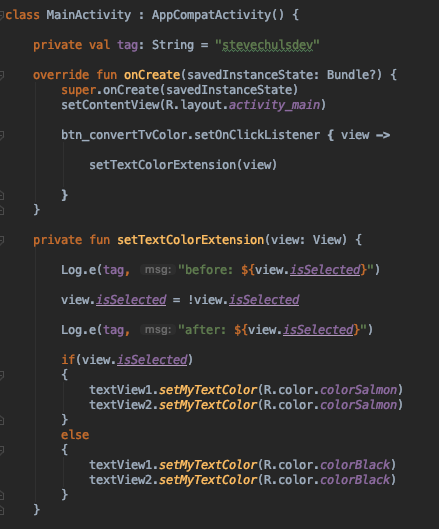 class MainActivity : AppCompatActivity() {
private val tag: String = "stevechulsdev"
override fun onCreate(savedInstanceState: Bundle?) {
super.onCreate(savedInstanceState)
setContentView(R.layout.activity_main)
btn_convertTvColor.setOnClickListener { view ->
setTextColorExtension(view)
}
}
private fun setTextColorExtension(view: View) {
Log.e(tag, msg: "before: ${view.isSelected}")
view.isSelected = !view.isSelected
Log.e(tag, msg: "after: ${view.isSelected}")
if(view.isSelected)
{
textView1.setMyTextColor(R.color.colorSalmon)
textView2.setMyTextColor(R.color.colorSalmon)
}
else
{
textView1.setMyTextColor(R.color.colorBlack)
textView2.setMyTextColor(R.color.colorBlack)
}
}